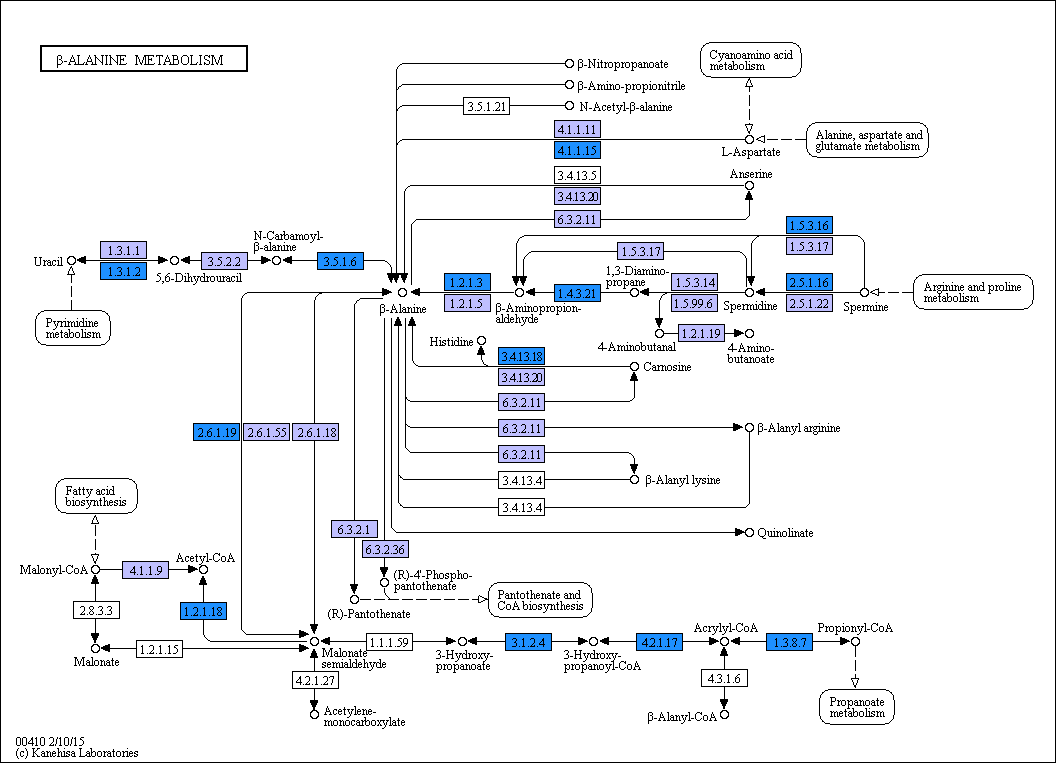 β-ALANINE METABOLISM
β-Nitropropanoate
β-Amino-propionitrile
3.5.1.21
N-Acetyl-β-alanine
Cyanoamino acid
metabolism
4.1.1.11
4.1.1.15
L-Aspartate
Alanine, aspartate and
glutamate metabolism
3.4.13.5
3.4.13.20
6.3.2.11
Anserine
N-Carbamoyl-
β-alanine
Uracil
1.3.1.1
1.3.1.2
5,6-Dihydrouracil
3.5.2.2
3.5.1.6
1.5.3.16
1.5.3.17
1.5.3.17
β-Alanine
1.2.1.3
1.2.1.5
β-Aminopropion-
aldehyde
1.4.3.21
1,3-Diamino-
propane
1.5.3.14
1.5.99.6
Spermidine
2.5.1.16
2.5.1.22
Spermine
Arginine and proline
metabolism
Pyrimidine
metabolism
4-Aminobutanal
1.2.1.19
4-Amino-
butanoate
Histidine
3.4.13.18
3.4.13.20
Carnosine
6.3.2.11
6.3.2.11
β-Alanyl arginine
2.6.1.19
2.6.1.55
2.6.1.18
6.3.2.11
3.4.13.4
β-Alanyl lysine
3.4.13.4
Fatty acid
biosynthesis
6.3.2.1
6.3.2.36
Quinolinate
Malonyl-CoA
4.1.1.9
Acetyl-CoA
(R)-4'-Phospho-
pantothenate
2.8.3.3
1.2.1.18
(R)-Pantothenate
Pantothenate and
CoA biosynthesis
Malonate
1.2.1.15
Malonate
semialdehyde
1.1.1.59
3-Hydroxy-
propanoate
3.1.2.4
3-Hydroxy-
propanoyl-CoA
4.2.1.17
Acrylyl-CoA
1.3.8.7
Propionyl-CoA
4.2.1.27
4.3.1.6
Acetylene-
monocarboxylate
β-Alanyl-CoA
Propanoate
metabolism
00410 2/10/15
(c) Kanehisa Laboratories